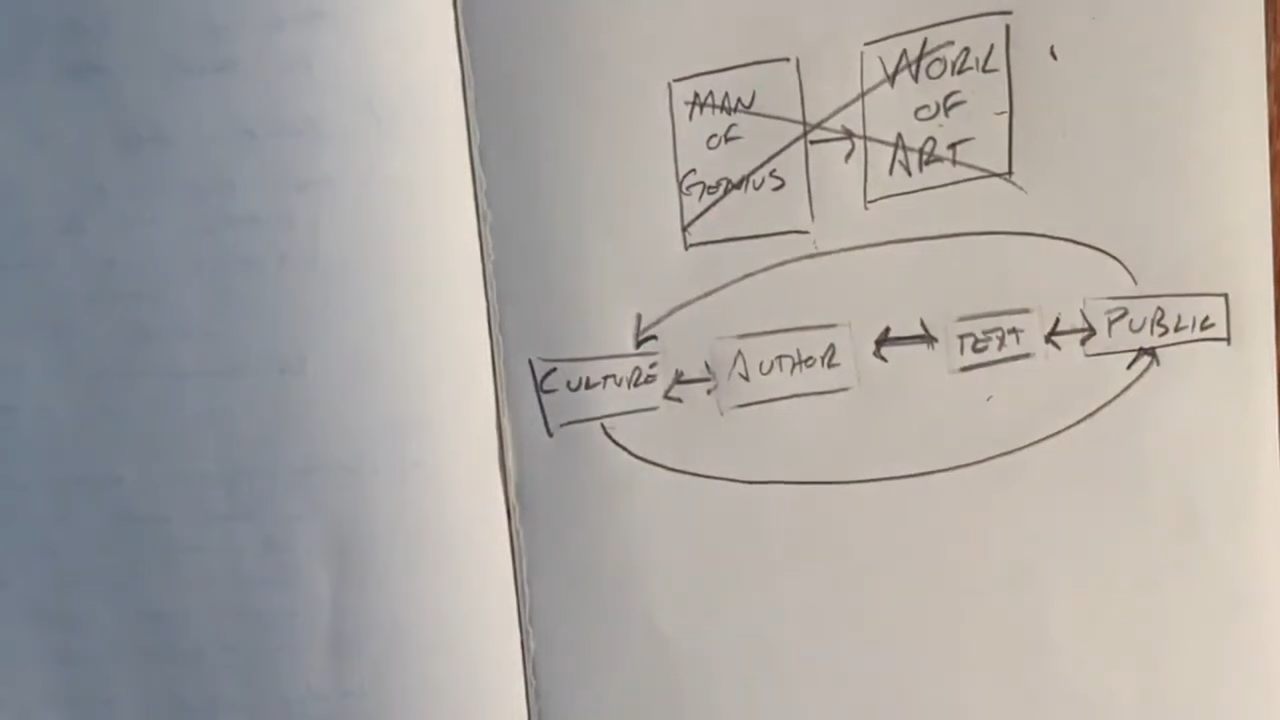 MAN
OF
GENIUS
WORK
OF
ART
CULTURE
AUTHOR
TEXT
PUBLIC